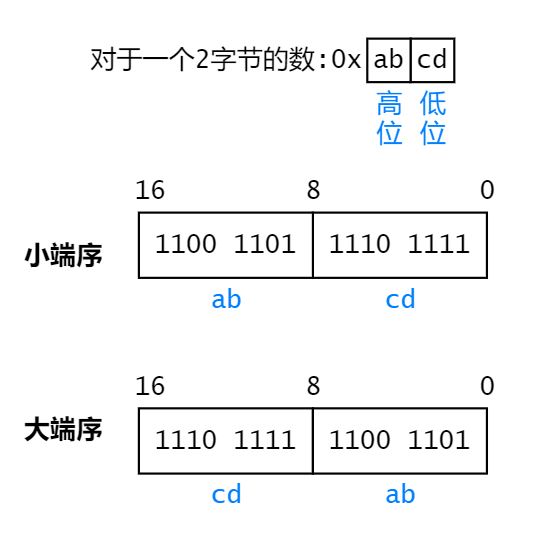 对于一个2字节的数:0x ab cd
高位 低位
16 8 0
小端序 1100 1101 1110 1111
ab cd
16 8 0
大端序 1110 1111 1100 1101
cd ab